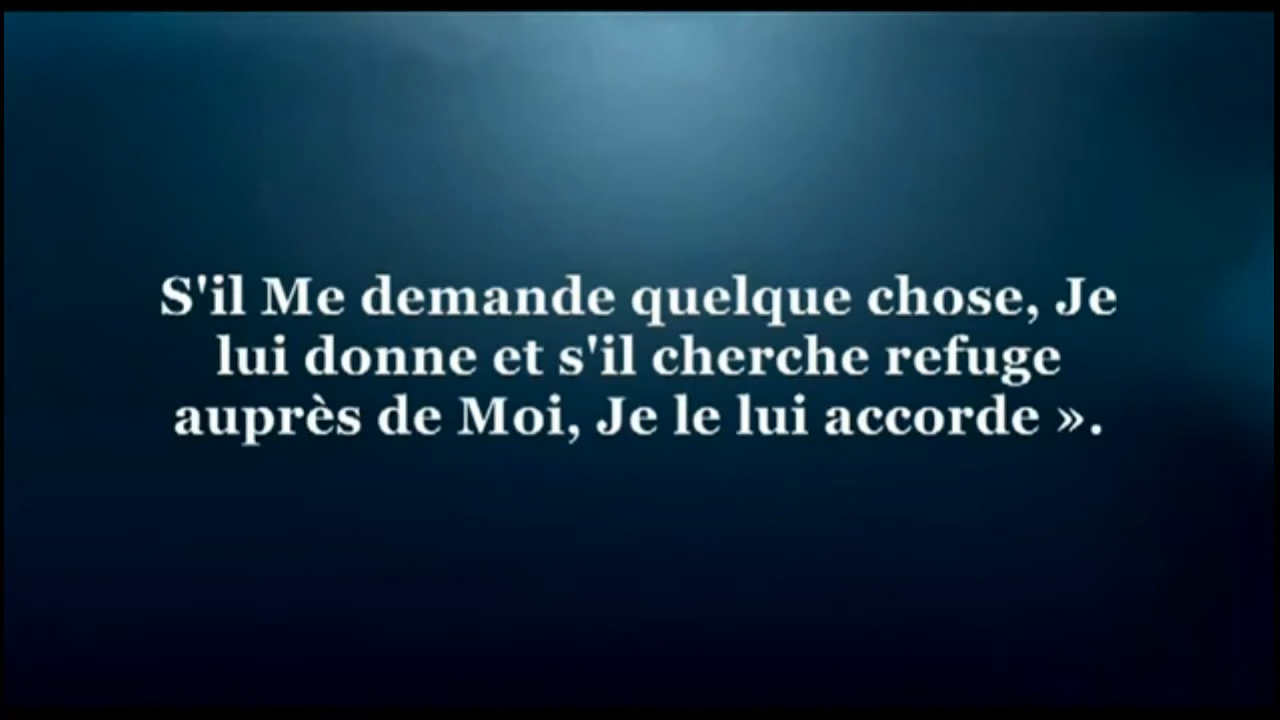 S'il Me demande quelque chose, Je
lui donne et s'il cherche refuge
auprès de Moi, Je le lui accorde ».